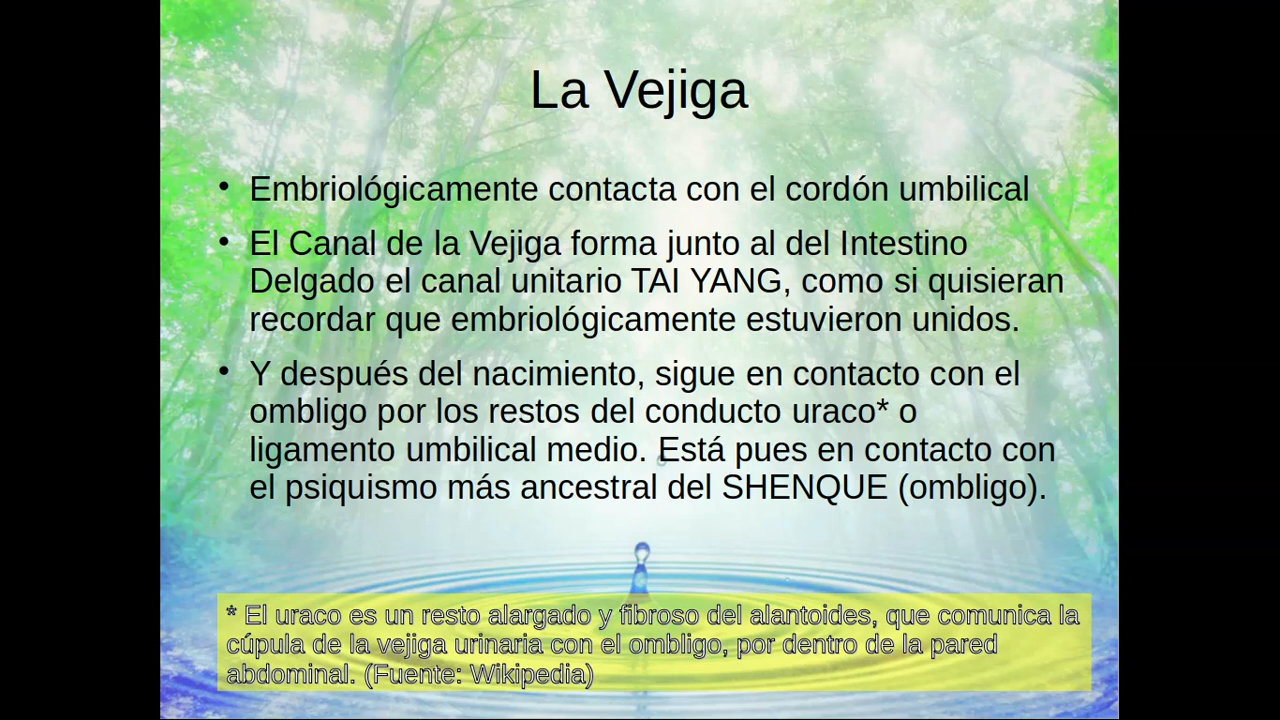 La Vejiga
• Embriológicamente contacta con el cordón umbilical
• El Canal de la Vejiga forma junto al del Intestino
Delgado el canal unitario TAI YANG, como si quisieran
recordar que embriológicamente estuvieron unidos.
• Y después del nacimiento, sigue en contacto con el
ombligo por los restos del conducto uraco* o
ligamento umbilical medio. Está pues en contacto con
el psiquismo más ancestral del SHENQUE (ombligo).
* El uraco es un resto alargado y fibroso del alantoides, que comunica la
cúpula de la vejiga urinaria con el ombligo, por dentro de la pared
abdominal. (Fuente: Wikipedia)